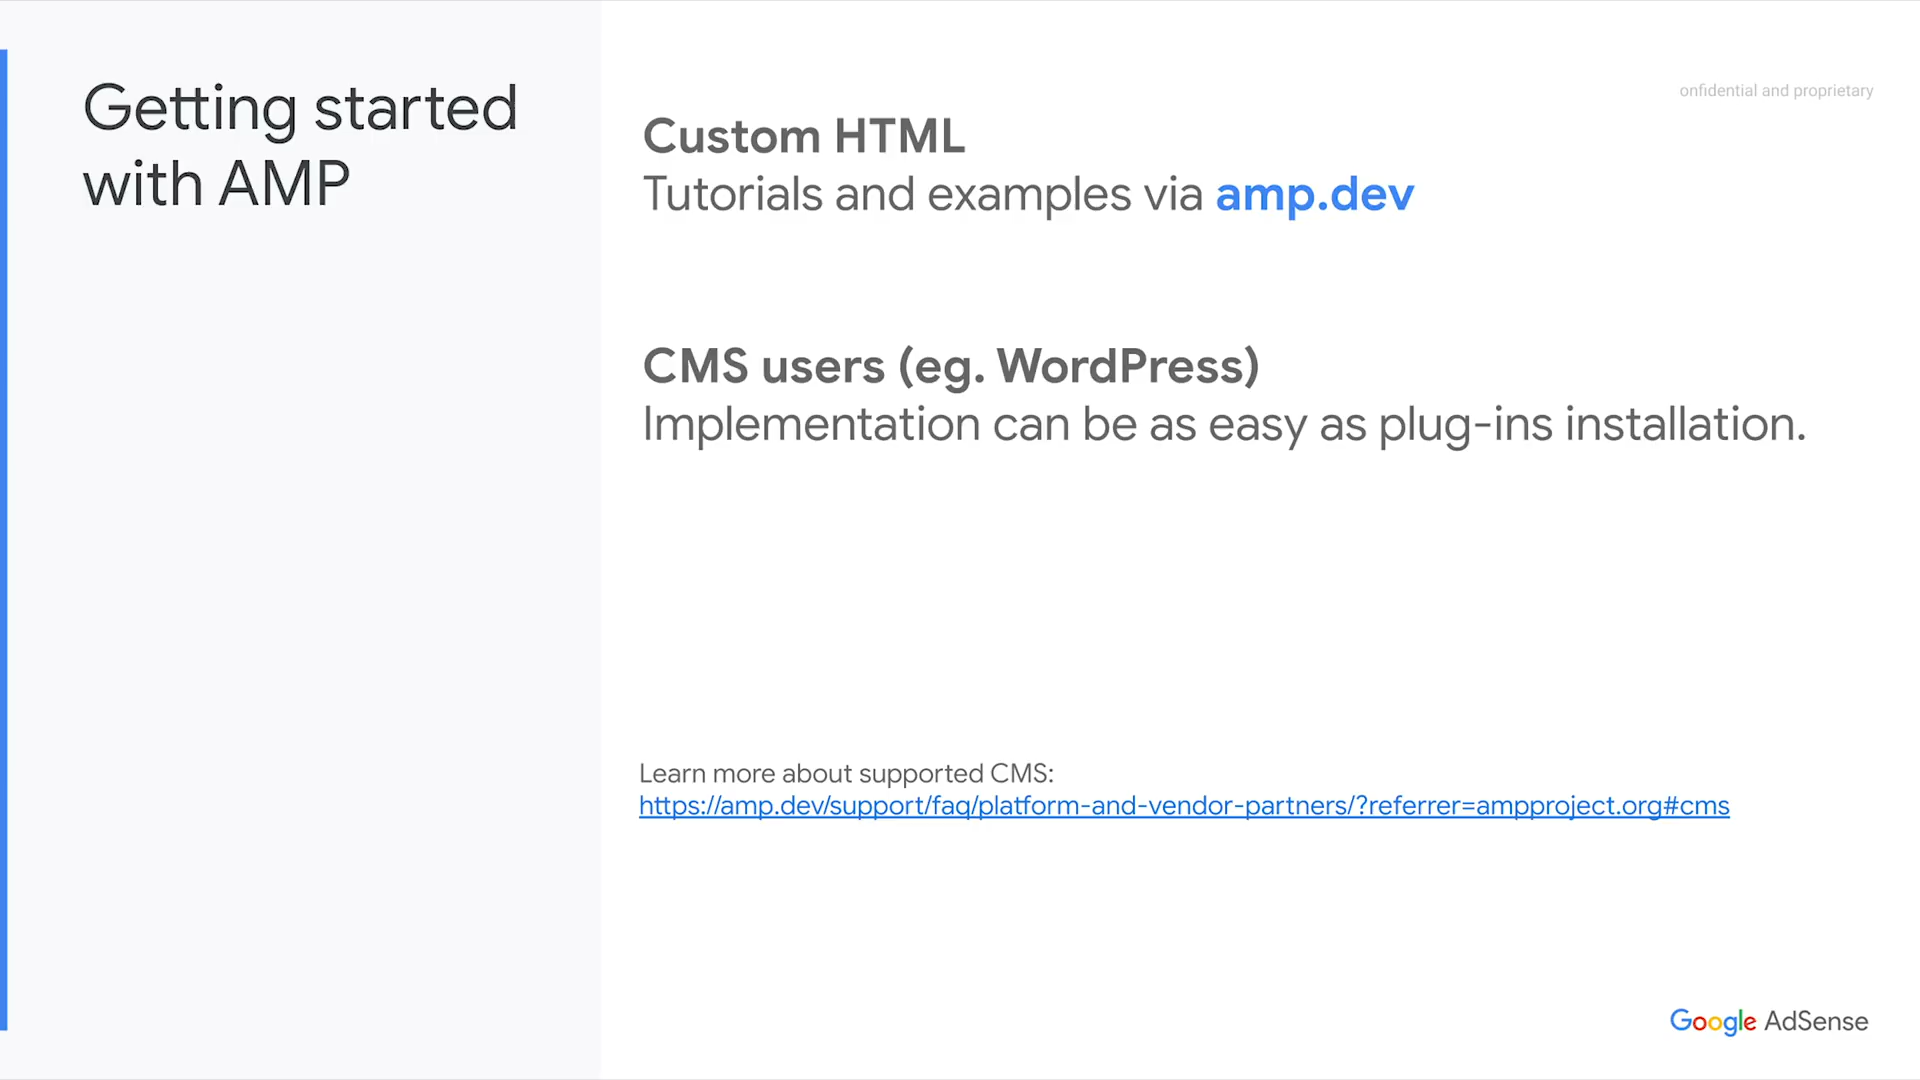 Getting started
with AMP
onfidential and proprietary
Custom HTML
Tutorials and examples via amp.dev
CMS users (eg. WordPress)
Implementation can be as easy as plug-ins installation.
Learn more about supported CMS:
https://amp.dev/support/faq/platform-and-vendor-partners/?referrer=ampproject.org#cms
Google AdSense